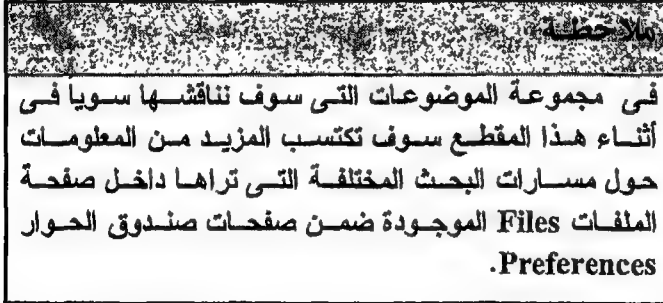 ملاحظة
فى مجموعة الموضوعات التى سوف نناقشها سوياً فى
أثناء هذا المقطع سوف تكتسب المزيد من المعلومات
حول مسارات البحث المختلفة التى تراها داخل صفحة
الملفات Files الموجودة ضمن صفحات صندوق الحوار
Preferences.